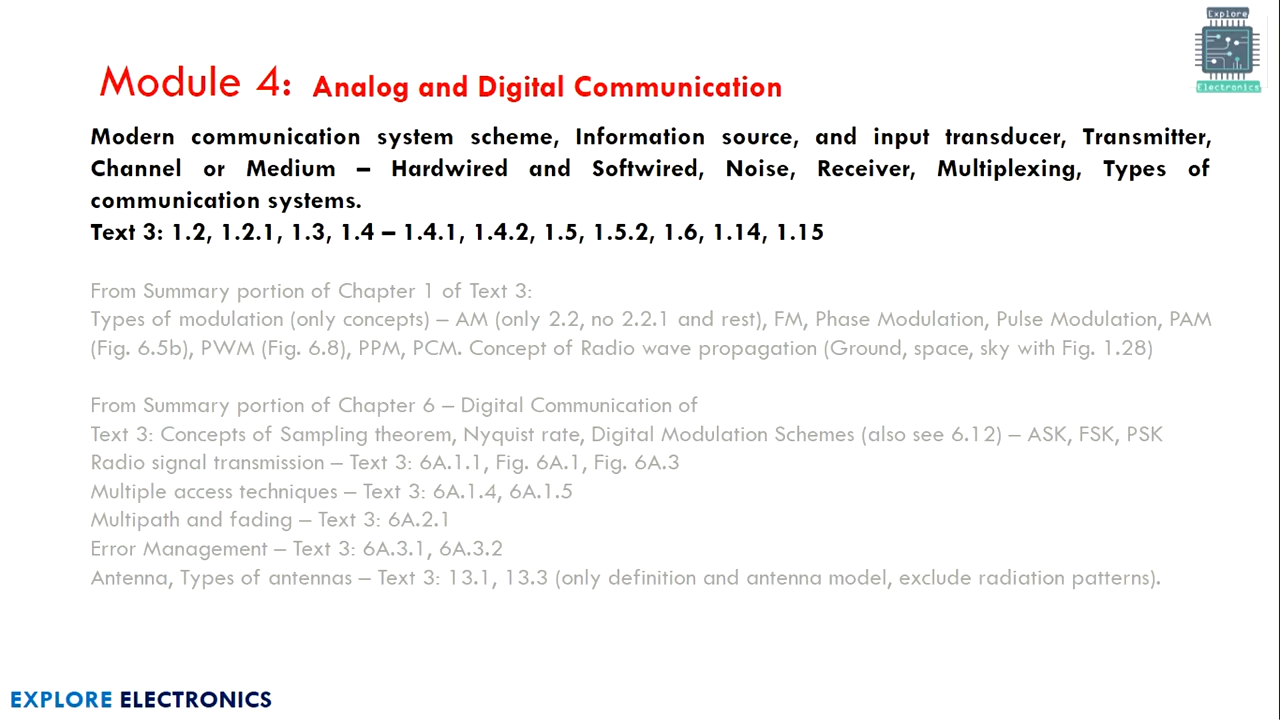 Explore
Electronics
Module 4: Analog and Digital Communication
Modern communication system scheme, Information source, and input transducer, Transmitter,
Channel or Medium – Hardwired and Softwired, Noise, Receiver, Multiplexing, Types of
communication systems.
Text 3: 1.2, 1.2.1, 1.3, 1.4 – 1.4.1, 1.4.2, 1.5, 1.5.2, 1.6, 1.14, 1.15
From Summary portion of Chapter 1 of Text 3:
Types of modulation (only concepts) – AM (only 2.2, no 2.2.1 and rest), FM, Phase Modulation, Pulse Modulation, PAM
(Fig. 6.5b), PWM (Fig. 6.8), PPM, PCM. Concept of Radio wave propagation (Ground, space, sky with Fig. 1.28)
From Summary portion of Chapter 6 – Digital Communication of
Text 3: Concepts of Sampling theorem, Nyquist rate, Digital Modulation Schemes (also see 6.12) – ASK, FSK, PSK
Radio signal transmission – Text 3: 6A.1.1, Fig. 6A.1, Fig. 6A.3
Multiple access techniques – Text 3: 6A.1.4, 6A.1.5
Multipath and fading – Text 3: 6A.2.1
Error Management – Text 3: 6A.3.1, 6A.3.2
Antenna, Types of antennas – Text 3: 13.1, 13.3 (only definition and antenna model, exclude radiation patterns).
EXPLORE ELECTRONICS